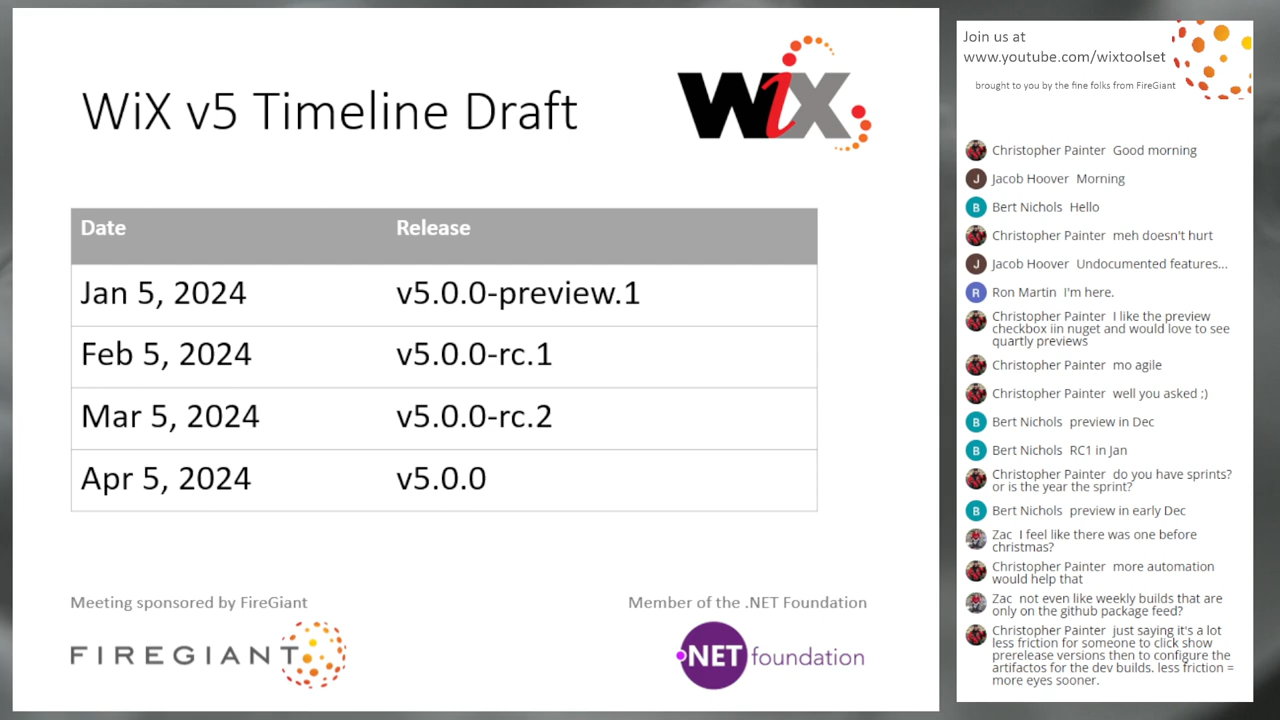 WiX v5 Timeline Draft
WiX
Date Release
Jan 5, 2024 v5.0.0-preview.1
Feb 5, 2024 v5.0.0-rc.1
Mar 5, 2024 v5.0.0-rc.2
Apr 5, 2024 v5.0.0
Meeting sponsored by FireGiant
FIREGIANT
Member of the .NET Foundation
.NET foundation
Join us at
www.youtube.com/wixtoolset
brought to you by the fine folks from FireGiant
Christopher Painter Good morning
J Jacob Hoover Morning
B Bert Nichols Hello
Christopher Painter meh doesn't hurt
J Jacob Hoover Undocumented features...
R Ron Martin I'm here.
Christopher Painter I like the preview
checkbox iin nuget and would love to see
quartly previews
Christopher Painter mo agile
Christopher Painter well you asked ;)
B Bert Nichols preview in Dec
B Bert Nichols RC1 in Jan
Christopher Painter do you have sprints?
or is the year the sprint?
B Bert Nichols preview in early Dec
Zac I feel like there was one before
christmas?
Christopher Painter more automation
would help that
Zac not even like weekly builds that are
only on the github package feed?
Christopher Painter just saying it's a lot
less friction for someone to click show
prerelease versions then to configure the
artifactos for the dev builds. less friction =
more eyes sooner.